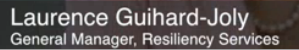 Laurence Guihard-Joly
General Manager, Resiliency Services